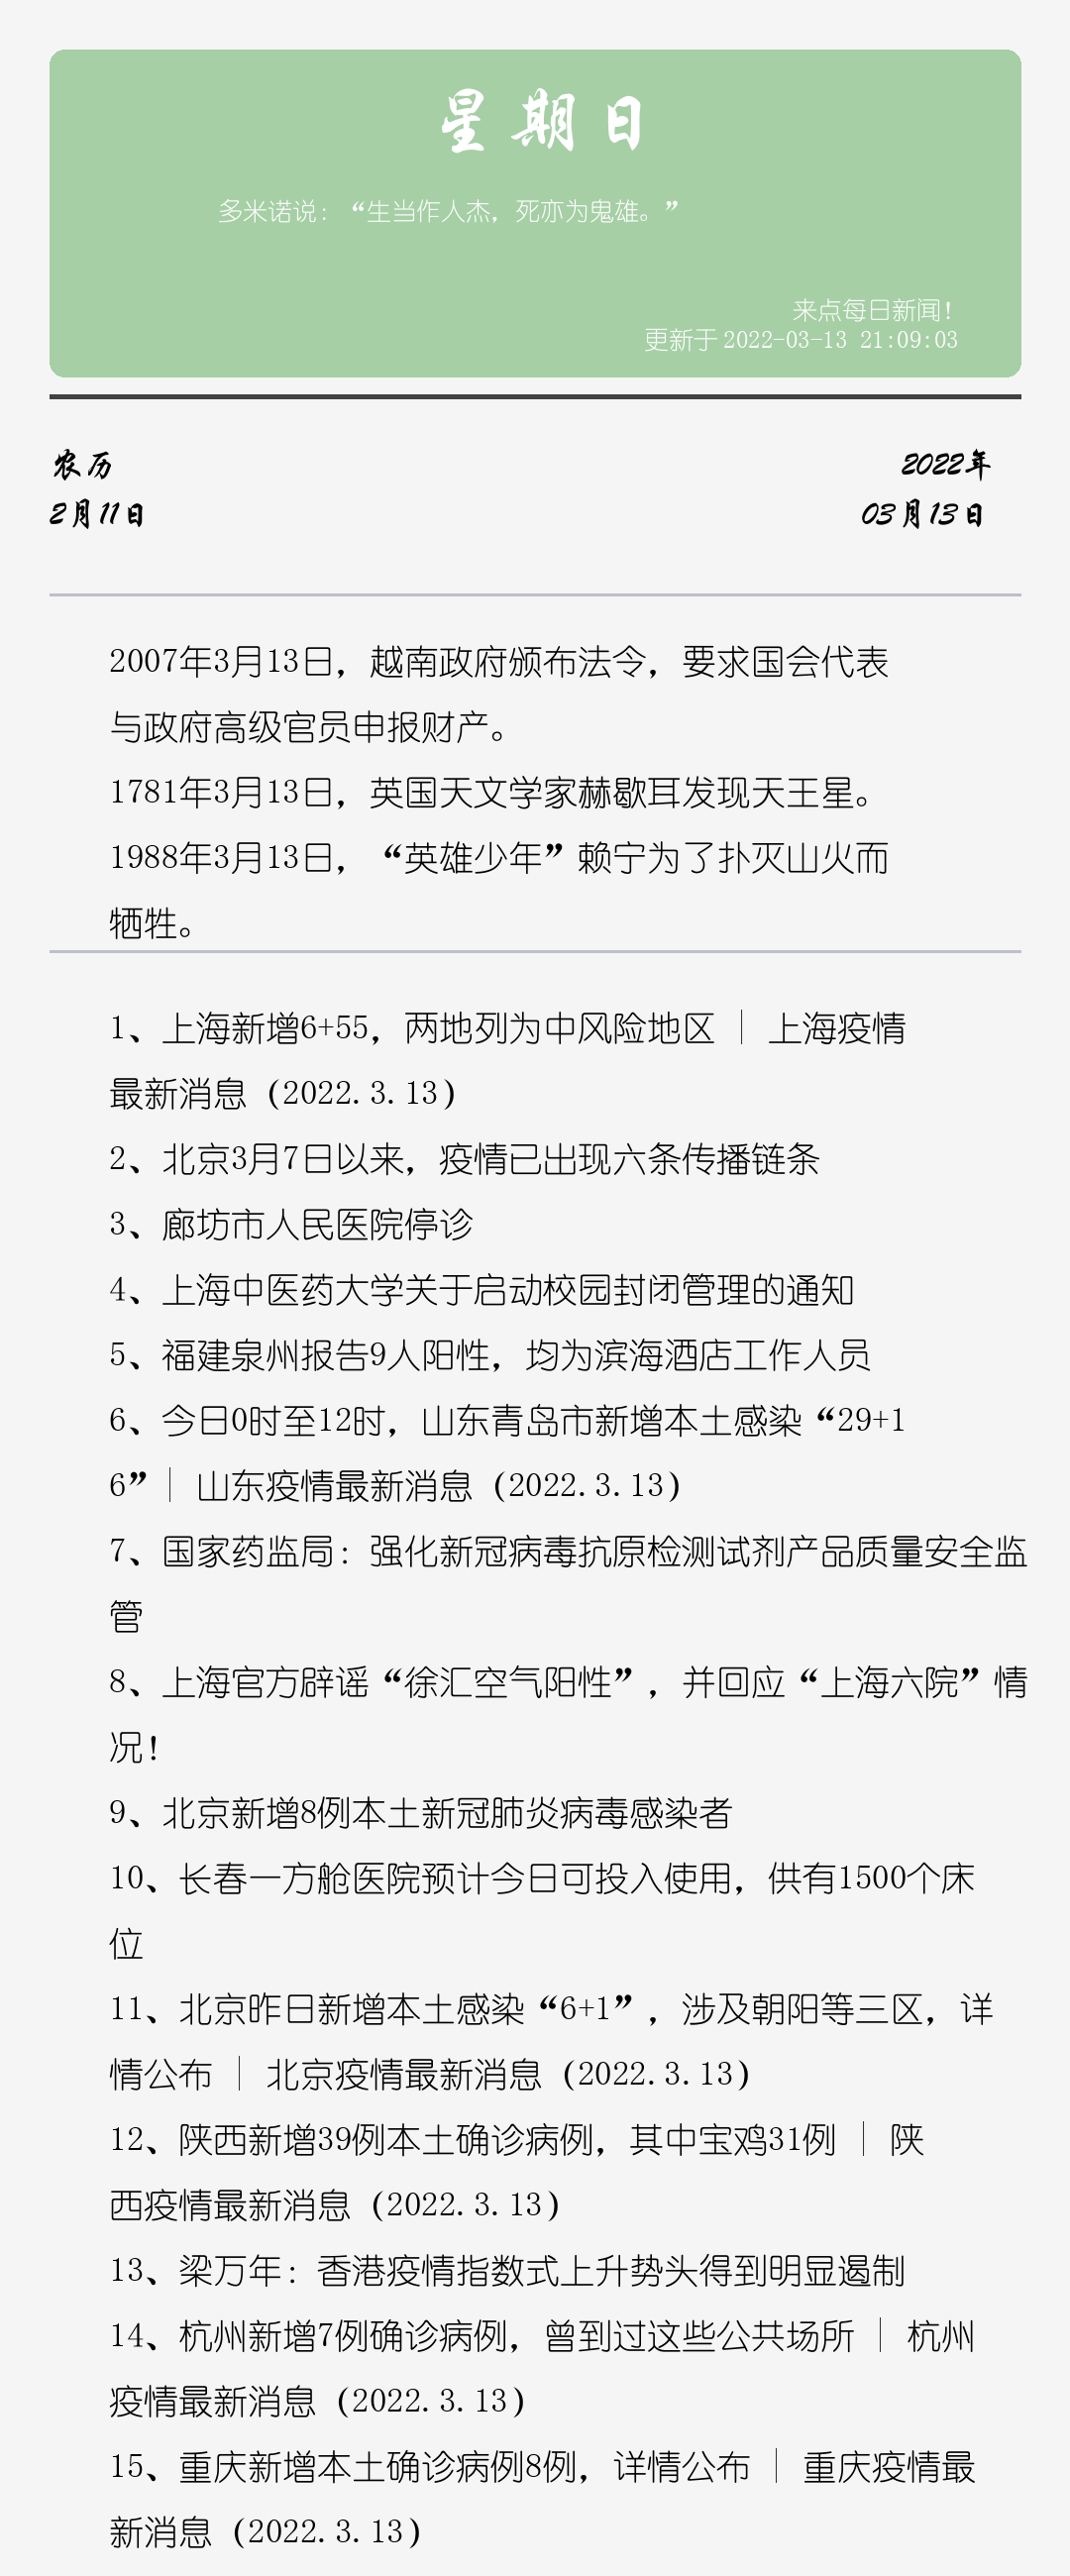 星期日
多米诺说：“生当作人杰，死亦为鬼雄。”
来点每日新闻！
更新于2022-03-13 21:09:03
农历
2月11日
2022年
03月13日
2007年3月13日，越南政府颁布法令，要求国会代表
与政府高级官员申报财产。
1781年3月13日，英国天文学家赫歇耳发现天王星。
1988年3月13日，“英雄少年”赖宁为了扑灭山火而
牺牲。
1、上海新增6+55，两地列为中风险地区｜上海疫情
最新消息（2022.3.13）
2、北京3月7日以来，疫情已出现六条传播链条
3、廊坊市人民医院停诊
4、上海中医药大学关于启动校园封闭管理的通知
5、福建泉州报告9人阳性，均为滨海酒店工作人员
6、今日0时至12时，山东青岛市新增本土感染“29+1
6”｜山东疫情最新消息（2022.3.13）
7、国家药监局：强化新冠病毒抗原检测试剂产品质量安全监
管
8、上海官方辟谣“徐汇空气阳性”，并回应“上海六院”情
况！
9、北京新增8例本土新冠肺炎病毒感染者
10、长春一方舱医院预计今日可投入使用，供有1500个床
位
11、北京昨日新增本土感染“6+1”，涉及朝阳等三区，详
情公布｜北京疫情最新消息（2022.3.13）
12、陕西新增39例本土确诊病例，其中宝鸡31例｜陕
西疫情最新消息（2022.3.13）
13、梁万年：香港疫情指数式上升势头得到明显遏制
14、杭州新增7例确诊病例，曾到过这些公共场所｜杭州
疫情最新消息（2022.3.13）
15、重庆新增本土确诊病例8例，详情公布｜重庆疫情最
新消息（2022.3.13）